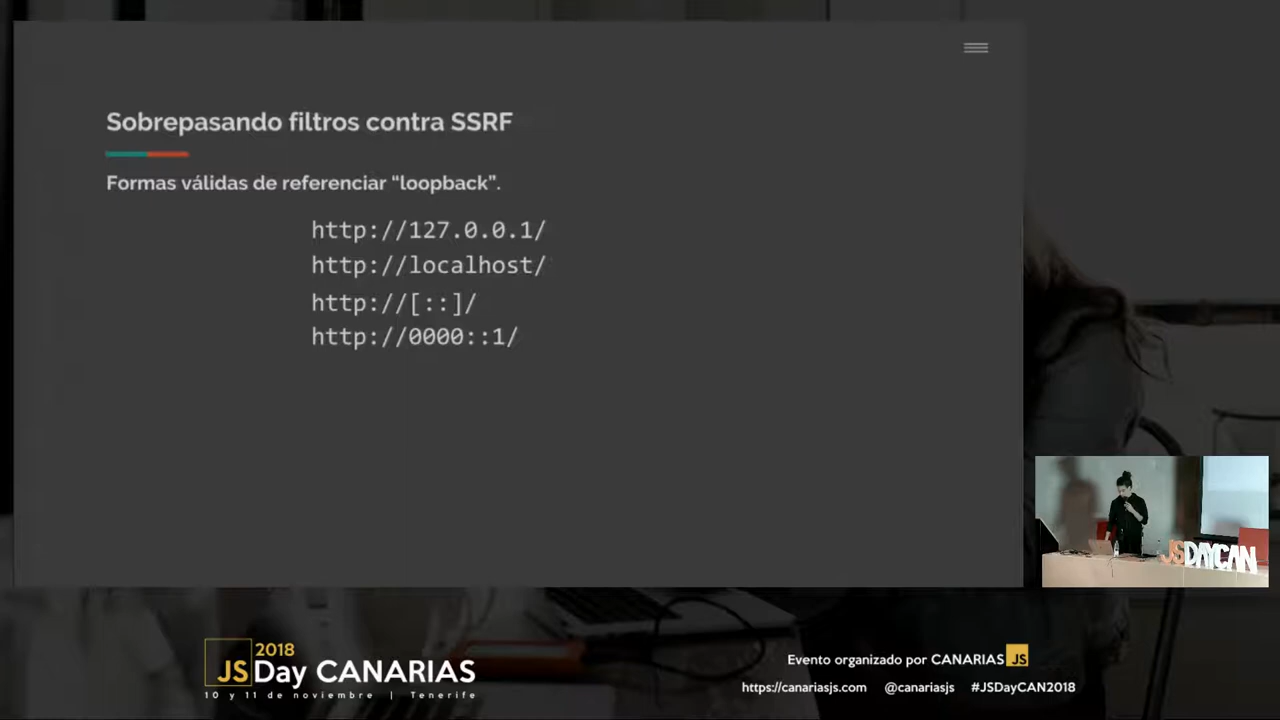 Sobrepasando filtros contra SSRF
Formas válidas de referenciar “loopback”.
http://127.0.0.1/
http://localhost/
http://[::]/
http://0000::1/
JSDAYCAN
2018
JSDay CANARIAS
10 y 11 de noviembre | Tenerife
Evento organizado por CANARIAS JS
https://canariasjs.com @canariasjs #JSDayCAN2018